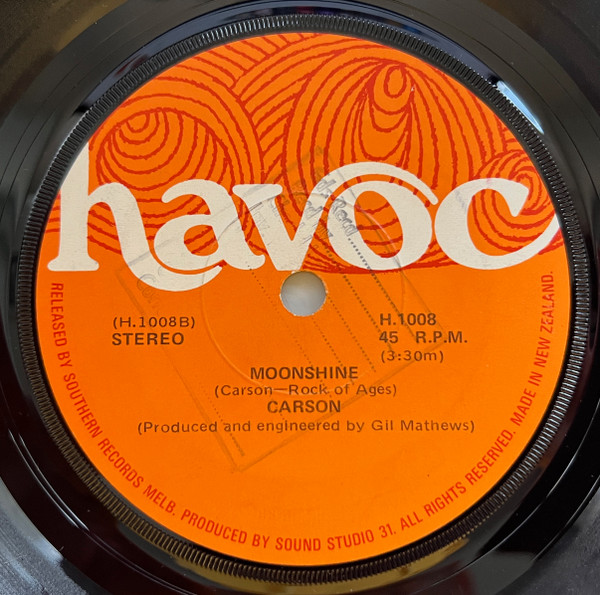 havoc
(H.1008B)
STEREO
H.1008
45 R.P.M.
(3:30m)
MOONSHINE
(Carson—Rock of Ages)
CARSON
(Produced and engineered by Gil Mathews)
RELEASED BY SOUTHERN RECORDS MELB. PRODUCED BY SOUND STUDIO 31. ALL RIGHTS RESERVED. MADE IN NEW ZEALAND.